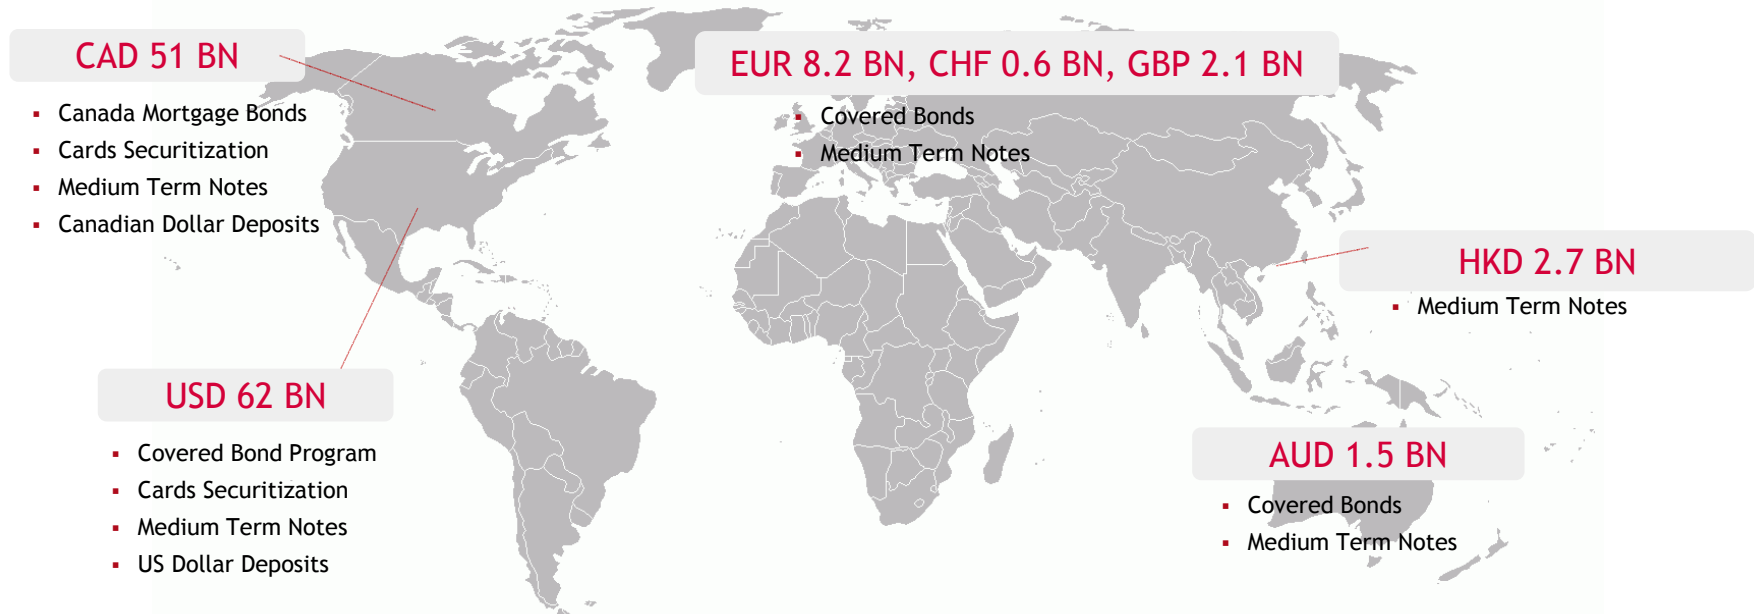 CAD 51 BN
▪ Canada Mortgage Bonds
▪ Cards Securitization
▪ Medium Term Notes
▪ Canadian Dollar Deposits
EUR 8.2 BN, CHF 0.6 BN, GBP 2.1 BN
▪ Covered Bonds
▪ Medium Term Notes
HKD 2.7 BN
▪ Medium Term Notes
USD 62 BN
▪ Covered Bond Program
▪ Cards Securitization
▪ Medium Term Notes
▪ US Dollar Deposits
AUD 1.5 BN
▪ Covered Bonds
▪ Medium Term Notes